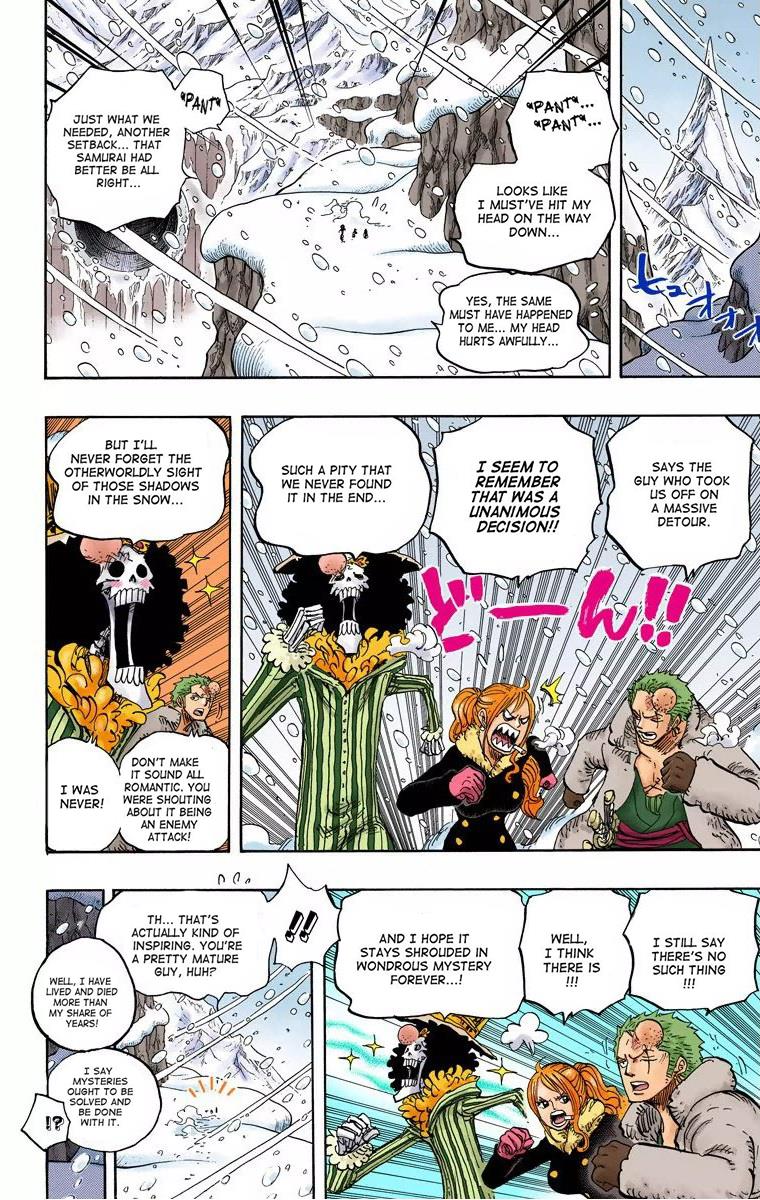 *PANT*...
*PANT*...
LOOKS LIKE
I MUST'VE HIT MY
HEAD ON THE WAY
DOWN...
YES, THE SAME
MUST HAVE HAPPENED
TO ME... MY HEAD
HURTS AWFULLY...
*PANT*
JUST WHAT WE
NEEDED, ANOTHER
SETBACK... THAT
SAMURAI HAD
BETTER BE ALL
RIGHT...
ヒュオオオ
SAYS THE
GUY WHO TOOK
US OFF ON
A MASSIVE
DETOUR.
I SEEM TO
REMEMBER
THAT WAS A
UNANIMOUS
DECISION!!
SUCH A PITY THAT
WE NEVER FOUND
IT IN THE END...
どーん!!
BUT I'LL
NEVER FORGET THE
OTHERWORLDLY SIGHT
OF THOSE SHADOWS
IN THE SNOW...
DON'T MAKE
IT SOUND ALL
ROMANTIC. YOU
WERE SHOUTING
ABOUT IT BEING
AN ENEMY
ATTACK!
I WAS
NEVER!
I STILL SAY
THERE'S NO
SUCH THING
!!!
WELL,
I THINK
THERE IS
!!!
AND I HOPE IT
STAYS SHROUDED IN
WONDROUS MYSTERY
FOREVER...!
!!
TH... THAT'S
ACTUALLY KIND OF
INSPIRING. YOU'RE
A PRETTY MATURE
GUY, HUH?
WELL, I HAVE
LIVED AND DIED
MORE THAN
MY SHARE OF
YEARS!
I SAY
MYSTERIES
OUGHT TO BE
SOLVED AND
BE DONE
WITH IT.
!?